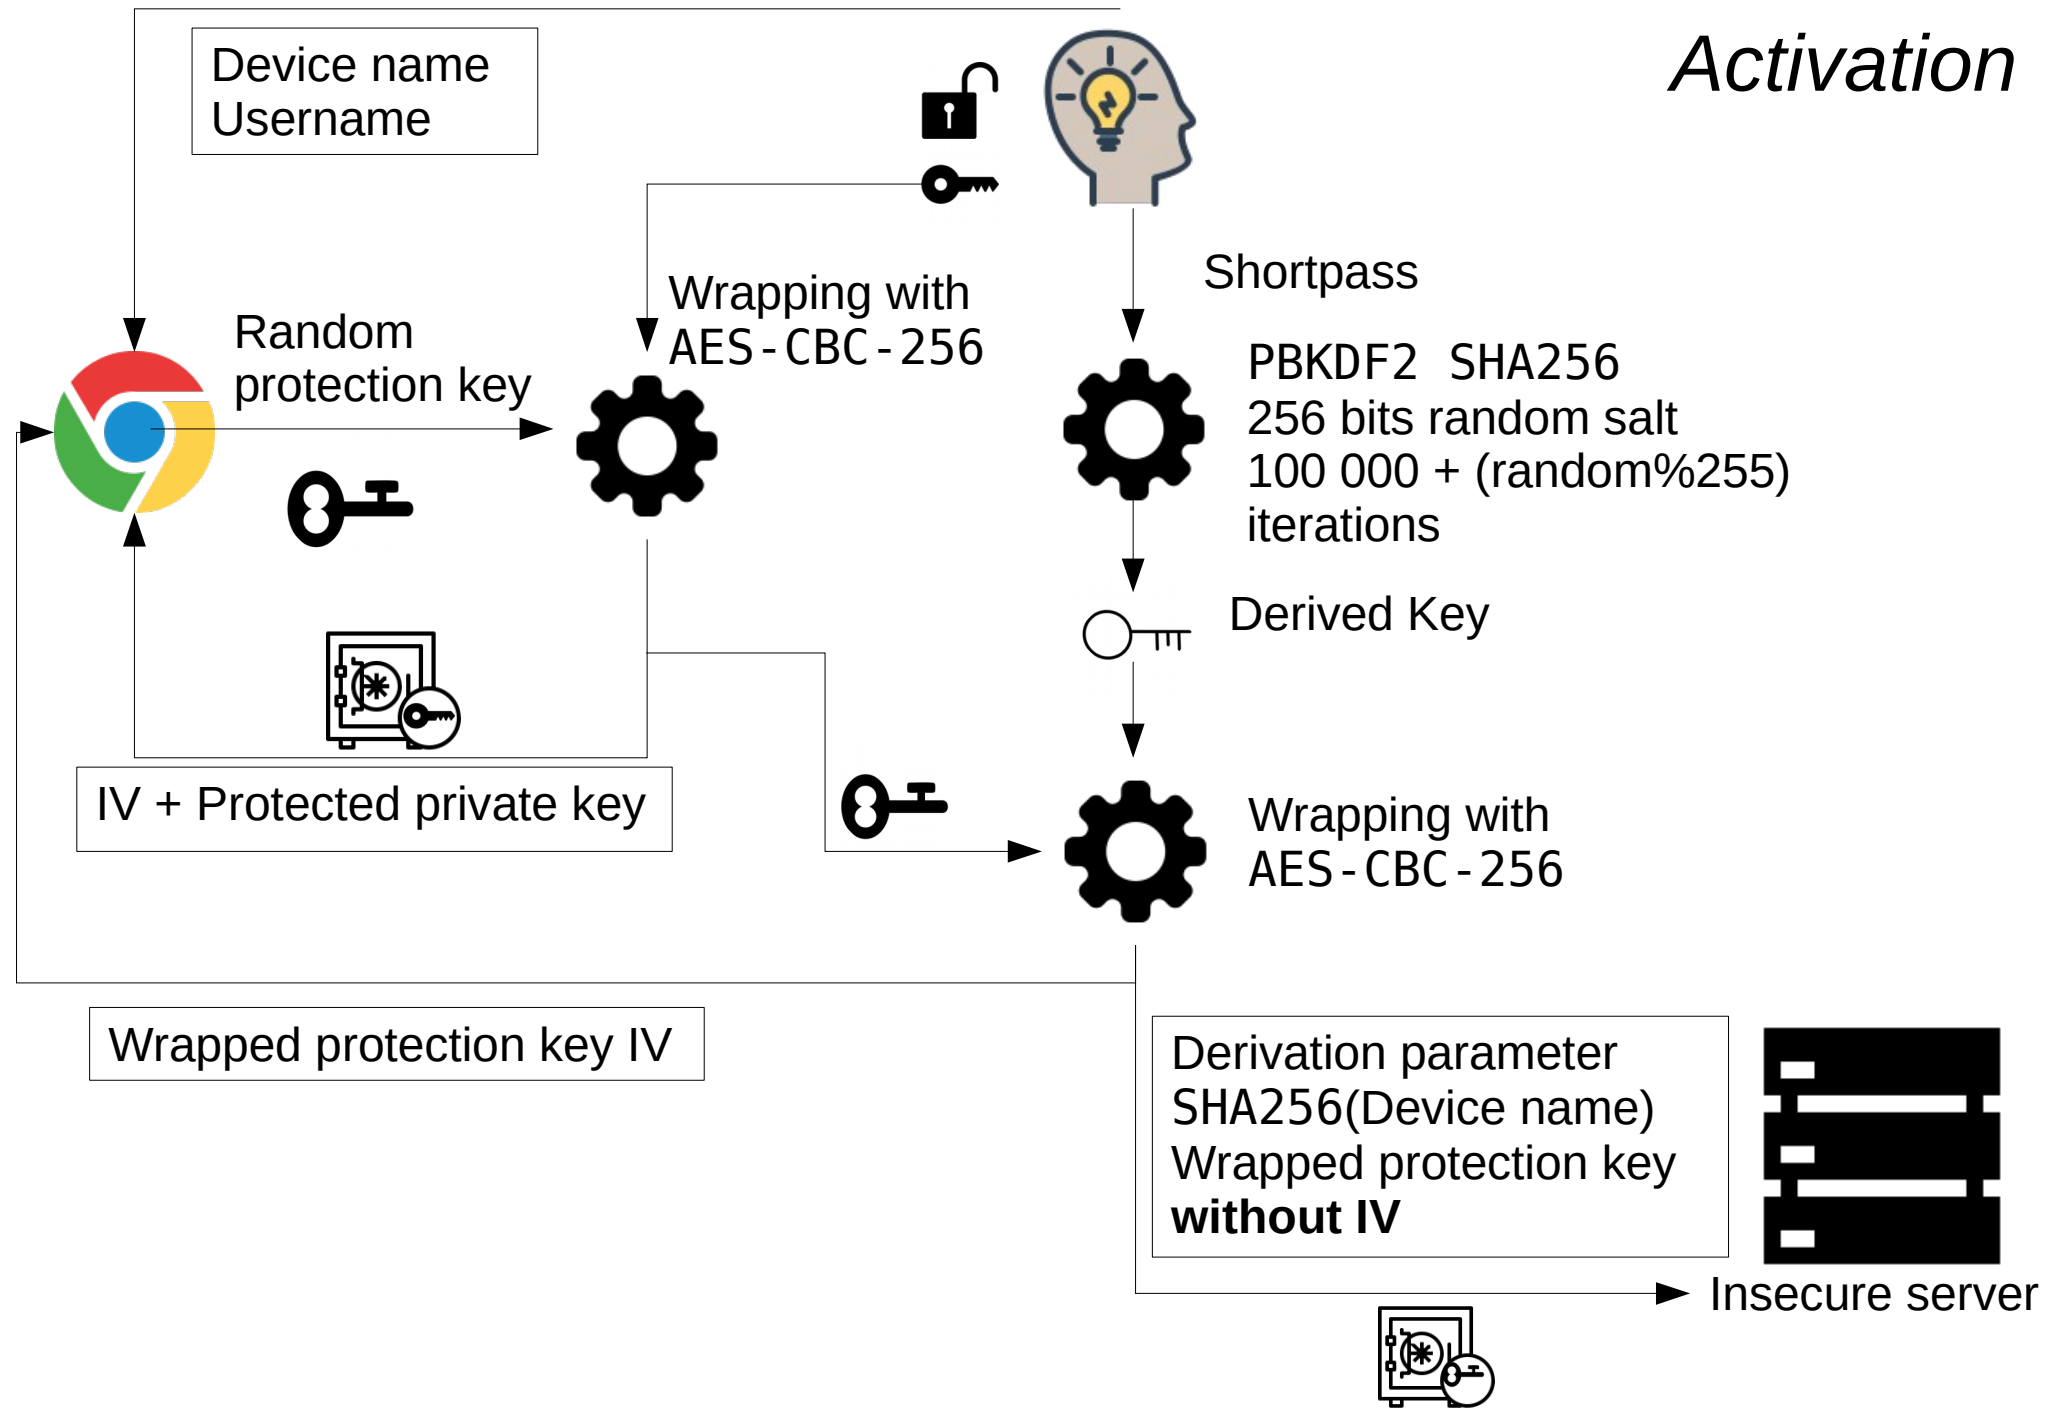 Activation
Device name
Username
Shortpass
Wrapping with
AES-CBC-256
Random
protection key
PBKDF2 SHA256
256 bits random salt
100 000 + (random%255)
iterations
Derived Key
IV + Protected private key
Wrapping with
AES-CBC-256
Wrapped protection key IV
Derivation parameter
SHA256(Device name)
Wrapped protection key
without IV
Insecure server